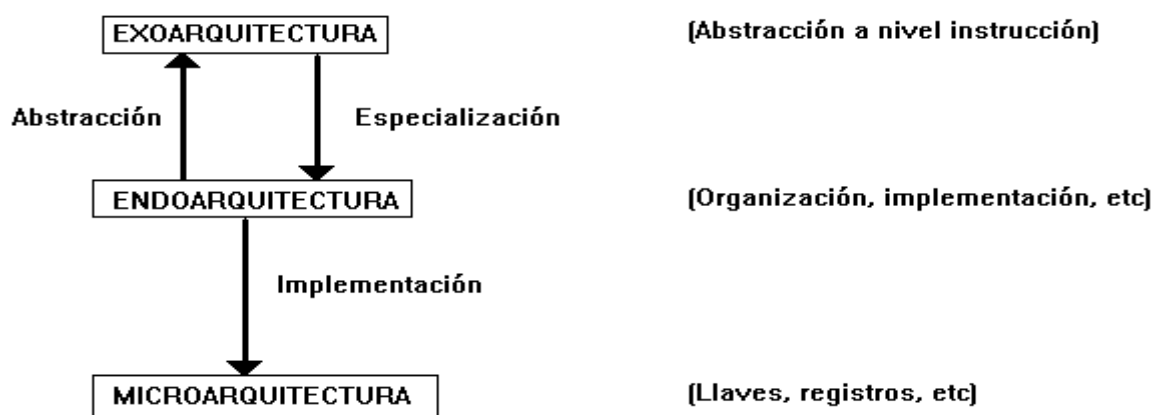 EXOARQUITECTURA (Abstracción a nivel instrucción)
Abstracción Especialización
ENDOARQUITECTURA (Organización, implementación, etc)
Implementación
MICROARQUITECTURA (Llaves, registros, etc)